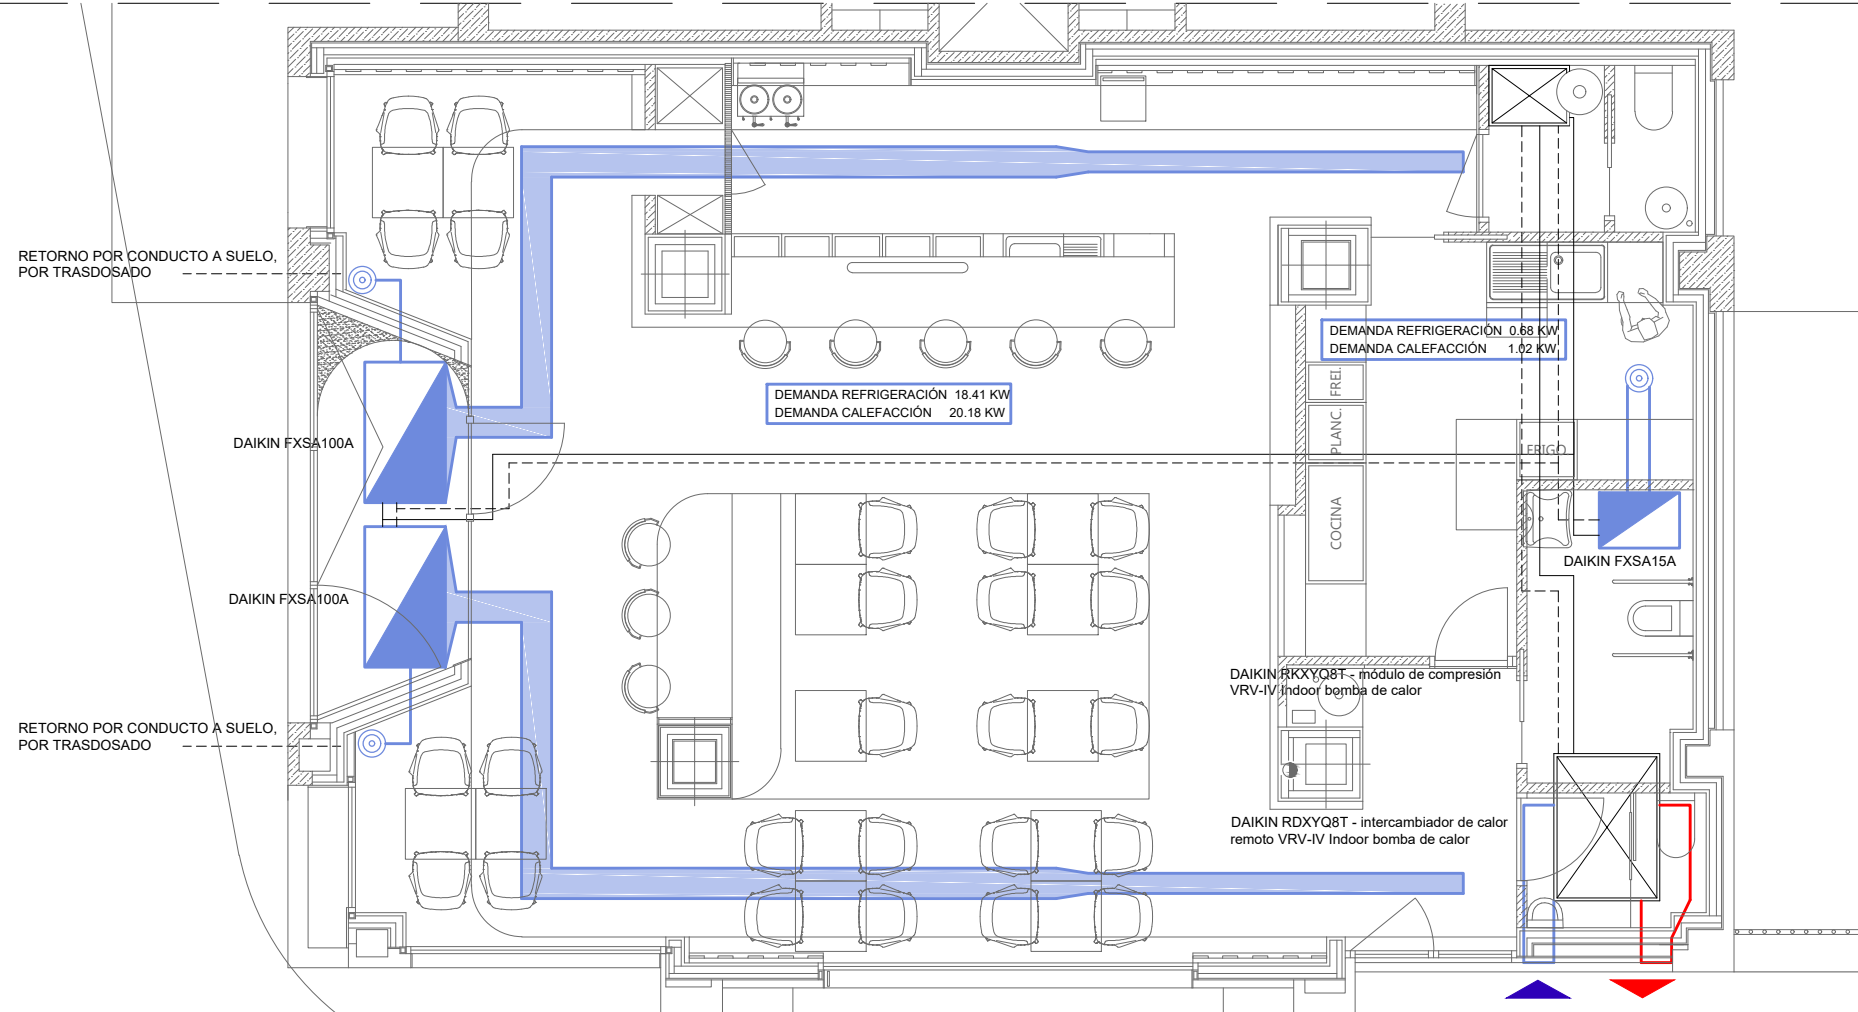 RETORNO POR CONDUCTO A SUELO,
POR TRASDOSADO
DEMANDA REFRIGERACIÓN 0.68 KW
DEMANDA CALEFACCIÓN 1.02 KW
FREI.
DEMANDA REFRIGERACIÓN 18.41 KW
DEMANDA CALEFACCIÓN 20.18 KW
PLANC.
DAIKIN FXSA100A
FRIGO
COCINA
DAIKIN FXSA15A
DAIKIN FXSA100A
DAIKIN RKXYQ8T - módulo de compresión
VRV-IV Indoor bomba de calor
RETORNO POR CONDUCTO A SUELO,
POR TRASDOSADO
DAIKIN RDXYQ8T - intercambiador de calor
remoto VRV-IV Indoor bomba de calor